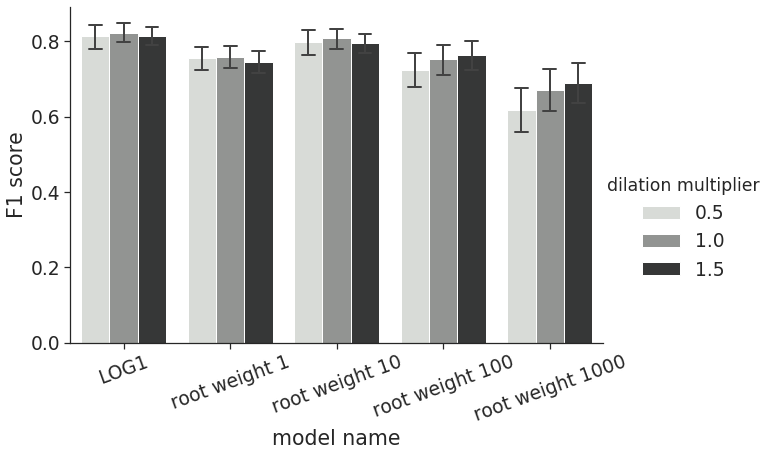 F1 score
0.8
0.6
0.4
0.2
0.0
LOG1
root weight 1
root weight 10
root weight 100
root weight 1000
model name
dilation multiplier
0.5
1.0
1.5